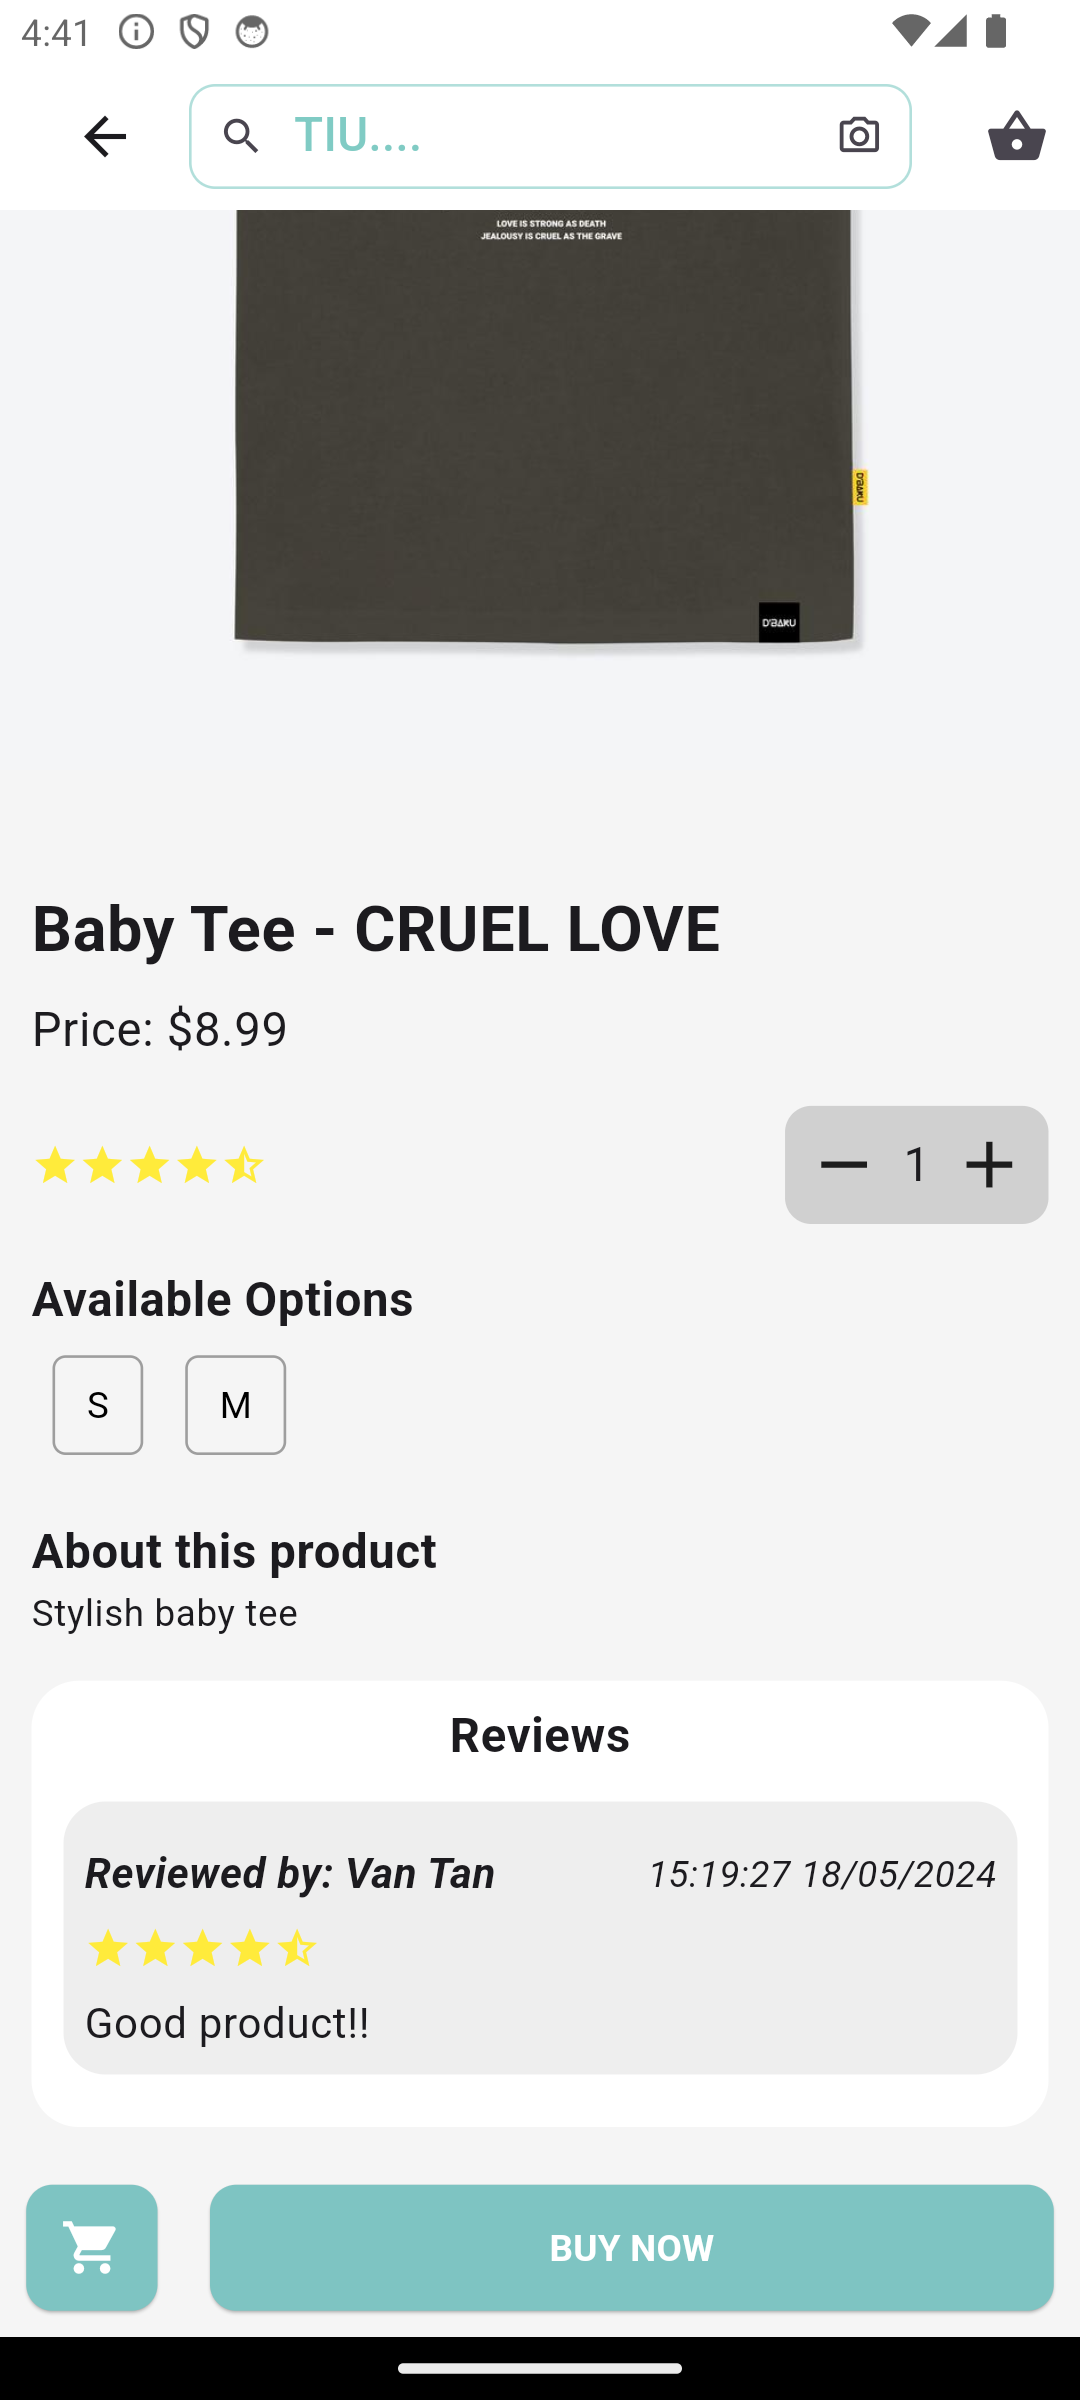 4:41
TIU....
LOVE IS STRONG AS DEATH
JEALOUSY IS CRUEL AS THE GRAVE
D'BAKU
D'BAKU
Baby Tee - CRUEL LOVE
Price: $8.99
1
Available Options
S M
About this product
Stylish baby tee
Reviews
Reviewed by: Van Tan 15:19:27 18/05/2024
Good product!!
BUY NOW